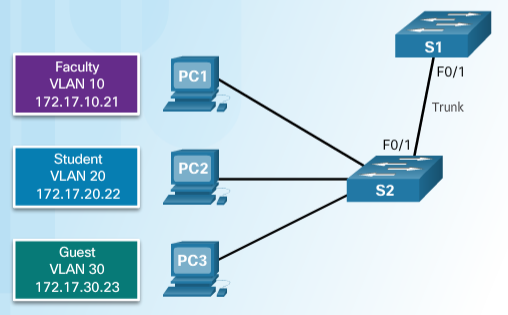 Faculty
VLAN 10
172.17.10.21
PC1
Student
VLAN 20
172.17.20.22
PC2
Guest
VLAN 30
172.17.30.23
PC3
S1
F0/1
Trunk
F0/1
S2